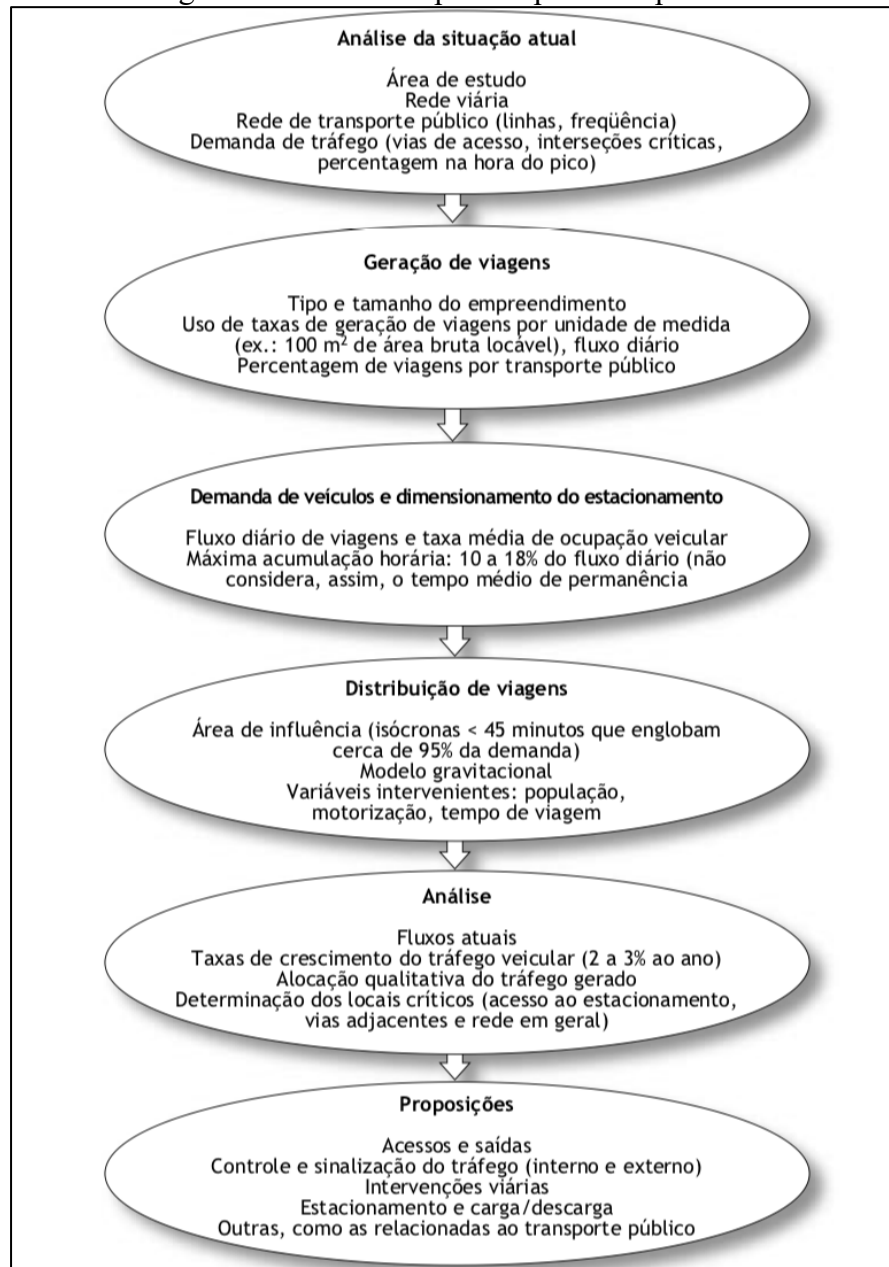 Análise da situação atual
Área de estudo
Rede viária
Rede de transporte público (linhas, freqüência)
Demanda de tráfego (vias de acesso, interseções críticas,
percentagem na hora do pico)
Geração de viagens
Tipo e tamanho do empreendimento
Uso de taxas de geração de viagens por unidade de medida
(ex.: 100 m² de área bruta locável), fluxo diário
Percentagem de viagens por transporte público
Demanda de veículos e dimensionamento do estacionamento
Fluxo diário de viagens e taxa média de ocupação veicular
Máxima acumulação horária: 10 a 18% do fluxo diário (não
considera, assim, o tempo médio de permanência
Distribuição de viagens
Área de influência (isócronas < 45 minutos que englobam
cerca de 95% da demanda)
Modelo gravitacional
Variáveis intervenientes: população,
motorização, tempo de viagem
Análise
Fluxos atuais
Taxas de crescimento do tráfego veicular (2 a 3% ao ano)
Alocação qualitativa do tráfego gerado
Determinação dos locais críticos (acesso ao estacionamento,
vias adjacentes e rede em geral)
Proposições
Acessos e saídas
Controle e sinalização do tráfego (interno e externo)
Intervenções viárias
Estacionamento e carga/descarga
Outras, como as relacionadas ao transporte público